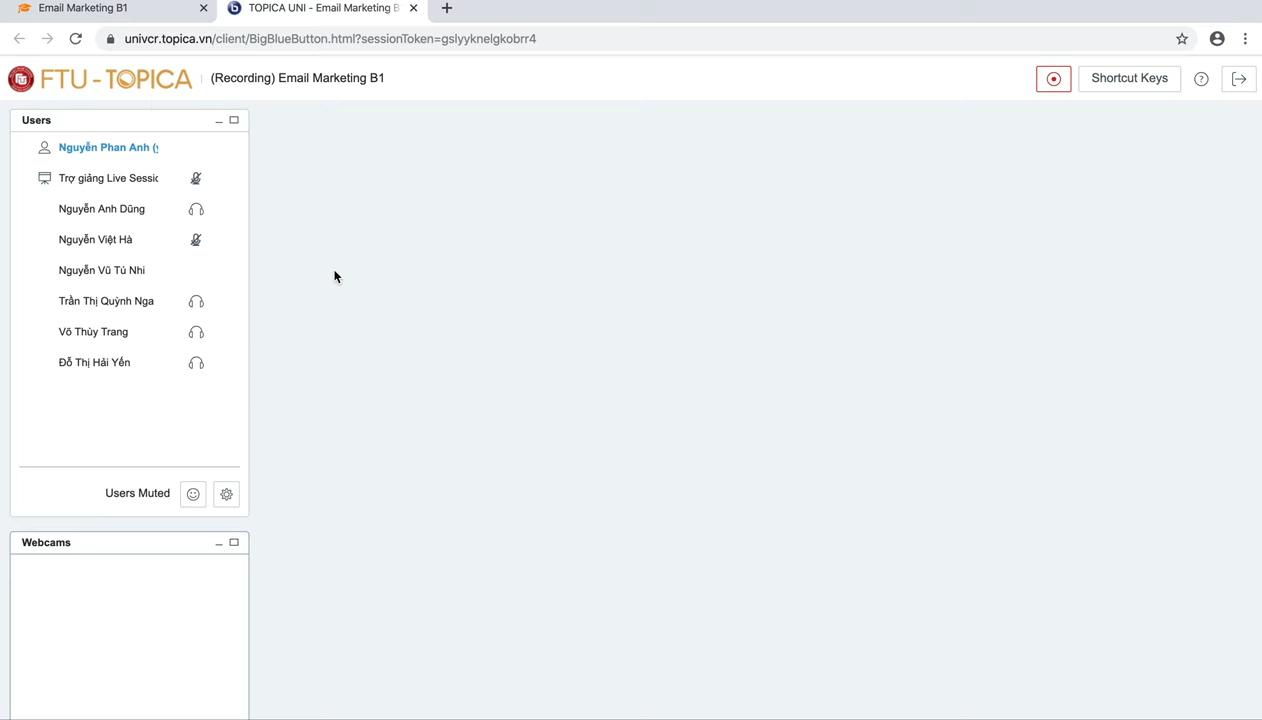 Email Marketing B1
TOPICA UNI - Email Marketing B
univcr.topica.vn/client/BigBlueButton.html?sessionToken=gslyyknelgkobrr4
FTU - TOPICA
(Recording) Email Marketing B1
Shortcut Keys
Users
Nguyễn Phan Anh (y
Trợ giảng Live Sessic
Nguyễn Anh Dũng
Nguyễn Việt Hà
Nguyễn Vũ Tú Nhi
Trần Thị Quỳnh Nga
Võ Thùy Trang
Đỗ Thị Hải Yến
Users Muted
Webcams